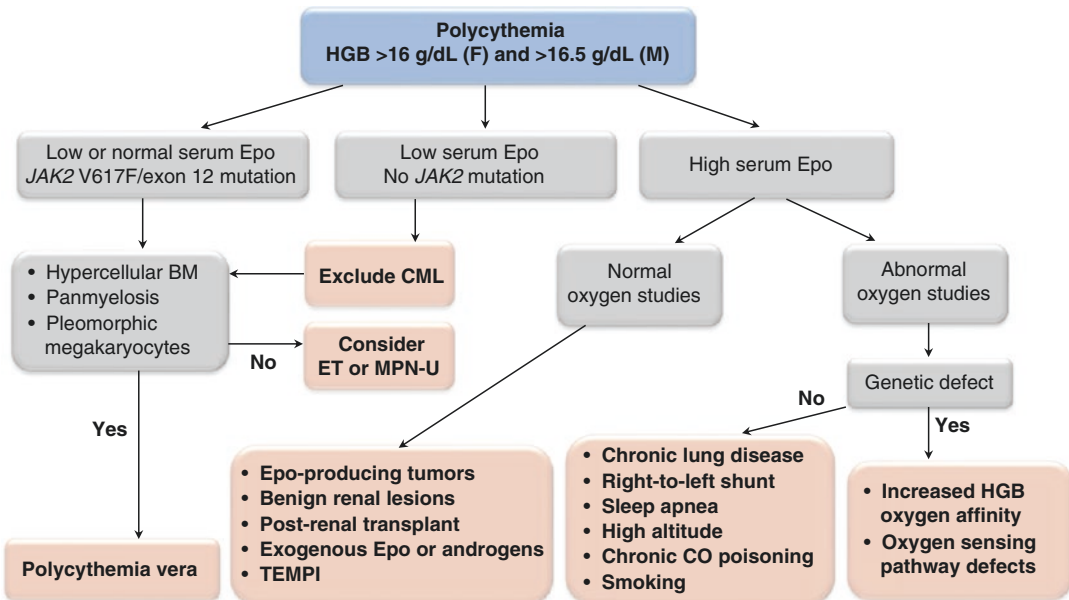 Polycythemia
HGB >16 g/dL (F) and >16.5 g/dL (M)
Low or normal serum Epo
JAK2 V617F/exon 12 mutation
Low serum Epo
No JAK2 mutation
High serum Epo
• Hypercellular BM
• Panmyelosis
• Pleomorphic
megakaryocytes
Exclude CML
Normal
oxygen studies
Abnormal
oxygen studies
No
Consider
ET or MPN-U
Genetic defect
No
Yes
Yes
• Epo-producing tumors
• Benign renal lesions
• Post-renal transplant
• Exogenous Epo or androgens
• TEMPI
• Chronic lung disease
• Right-to-left shunt
• Sleep apnea
• High altitude
• Chronic CO poisoning
• Smoking
• Increased HGB
oxygen affinity
• Oxygen sensing
pathway defects
Polycythemia vera